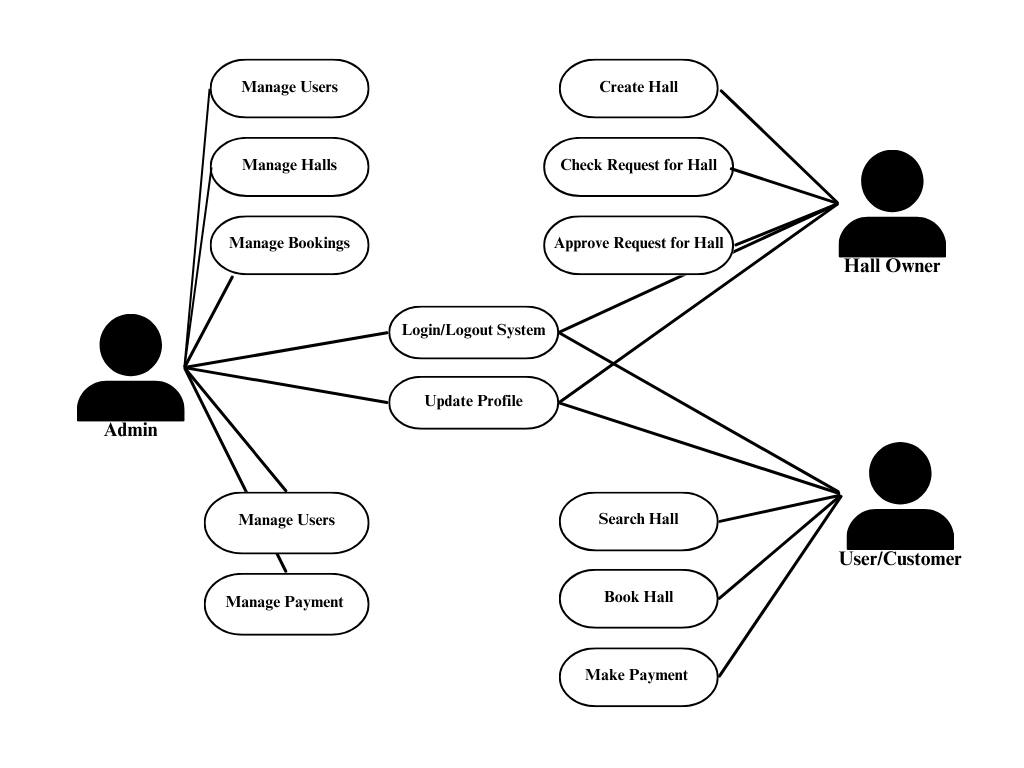 Manage Users
Create Hall
Manage Halls
Check Request for Hall
Manage Bookings
Approve Request for Hall
Hall Owner
Login/Logout System
Update Profile
Admin
Manage Users
Search Hall
User/Customer
Manage Payment
Book Hall
Make Payment